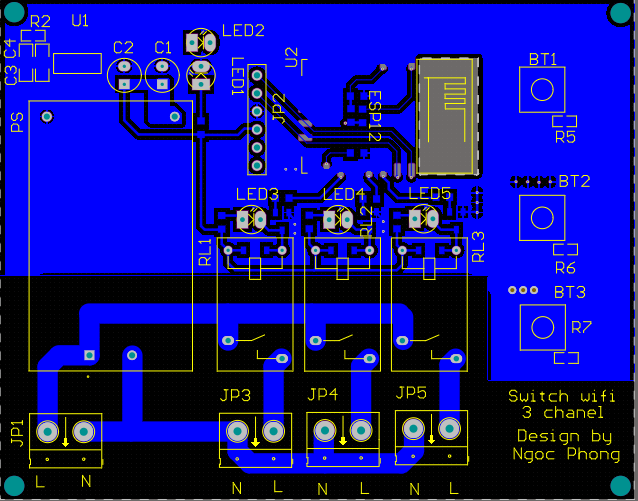 R2
U1
LED2
C4
C2
C1
U2
BT1
C3
LED1
JP2
ESP12
PS
R5
BT2
LED3
LED4
LED5
RL1
RL2
RL3
R6
BT3
R7
JP3
JP4
JP5
Switch wifi
3 chanel
JP1
Design by
Ngoc Phong
L
N
N
L
N
L
N
L